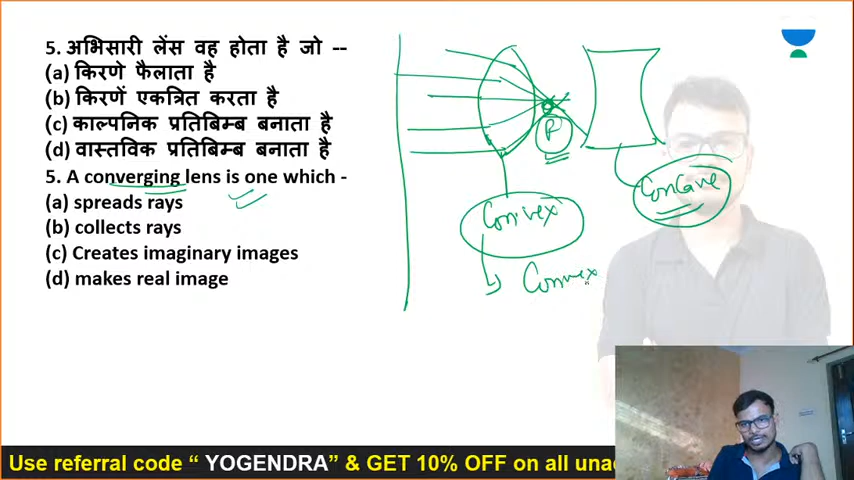 5. अभिसारी लेंस वह होता है जो --
(a) किरणे फैलाता है
(b) किरणें एकत्रित करता है
(c) काल्पनिक प्रतिबिम्ब बनाता है
(d) वास्तविक प्रतिबिम्ब बनाता है
5. A converging lens is one which -
(a) spreads rays
(b) collects rays
(c) Creates imaginary images
(d) makes real image
P
Concave
Convex
Convex
Use referral code “ YOGENDRA” & GET 10% OFF on all